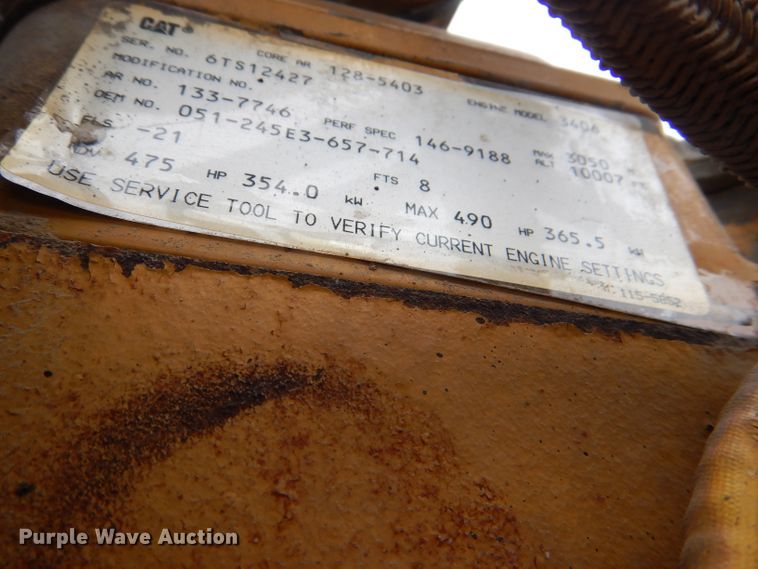 CAT
SER. NO. 6TS12427 CORE AR 128-5403 ENGINE MODEL 3406
MODIFICATION NO.
AR NO. 133-7746 PERF SPEC 146-9188 MAX 3050
OEM NO. 051-245E3-657-714 ALT 10007
FLS -21 FTS 8
ADV 475 HP 354.0 kW MAX 490 HP 365.5 kW
USE SERVICE TOOL TO VERIFY CURRENT ENGINE SETTINGS
115-5852
Purple Wave Auction